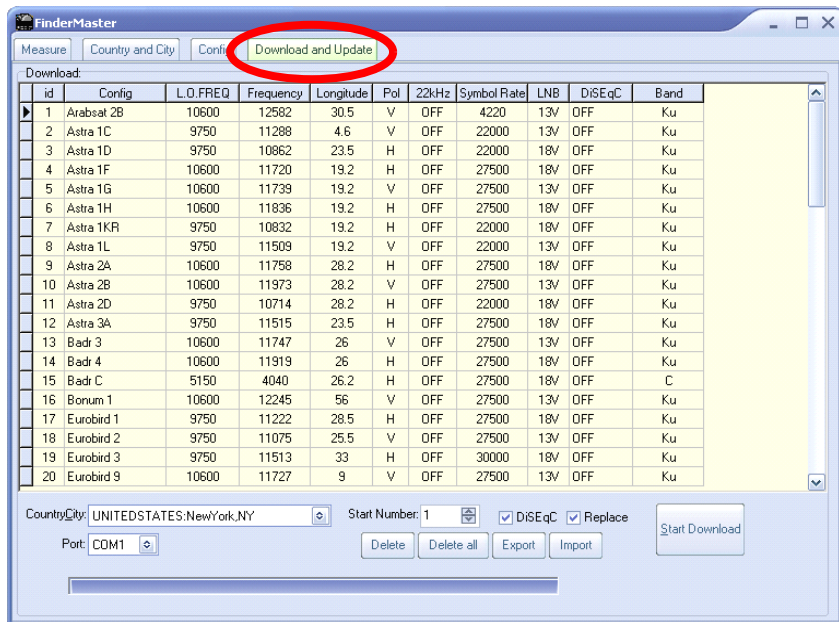 FinderMaster
Measure Country and City Config Download and Update
Download:
id Config L.O.FREQ Frequency Longitude Pol 22kHz Symbol Rate LNB DiSEqC Band
1 Arabsat 2B 10600 12582 30.5 V OFF 4220 13V OFF Ku
2 Astra 1C 9750 11288 4.6 V OFF 22000 13V OFF Ku
3 Astra 1D 9750 10862 23.5 H OFF 22000 18V OFF Ku
4 Astra 1F 10600 11720 19.2 H OFF 27500 18V OFF Ku
5 Astra 1G 10600 11739 19.2 V OFF 27500 13V OFF Ku
6 Astra 1H 10600 11836 19.2 H OFF 27500 18V OFF Ku
7 Astra 1KR 9750 10832 19.2 H OFF 22000 18V OFF Ku
8 Astra 1L 9750 11509 19.2 V OFF 22000 13V OFF Ku
9 Astra 2A 10600 11758 28.2 H OFF 27500 18V OFF Ku
10 Astra 2B 10600 11973 28.2 V OFF 27500 13V OFF Ku
11 Astra 2D 9750 10714 28.2 H OFF 22000 18V OFF Ku
12 Astra 3A 9750 11515 23.5 H OFF 27500 18V OFF Ku
13 Badr 3 10600 11747 26 V OFF 27500 13V OFF Ku
14 Badr 4 10600 11919 26 H OFF 27500 18V OFF Ku
15 Badr C 5150 4040 26.2 H OFF 27500 18V OFF C
16 Bonum 1 10600 12245 56 V OFF 27500 13V OFF Ku
17 Eurobird 1 9750 11222 28.5 H OFF 27500 18V OFF Ku
18 Eurobird 2 9750 11075 25.5 V OFF 27500 13V OFF Ku
19 Eurobird 3 9750 11513 33 H OFF 30000 18V OFF Ku
20 Eurobird 9 10600 11727 9 V OFF 27500 13V OFF Ku
CountryCity: UNITEDSTATES:NewYork,NY Start Number: 1 DiSEqC Replace
Start Download
Port: COM1 Delete Delete all Export Import